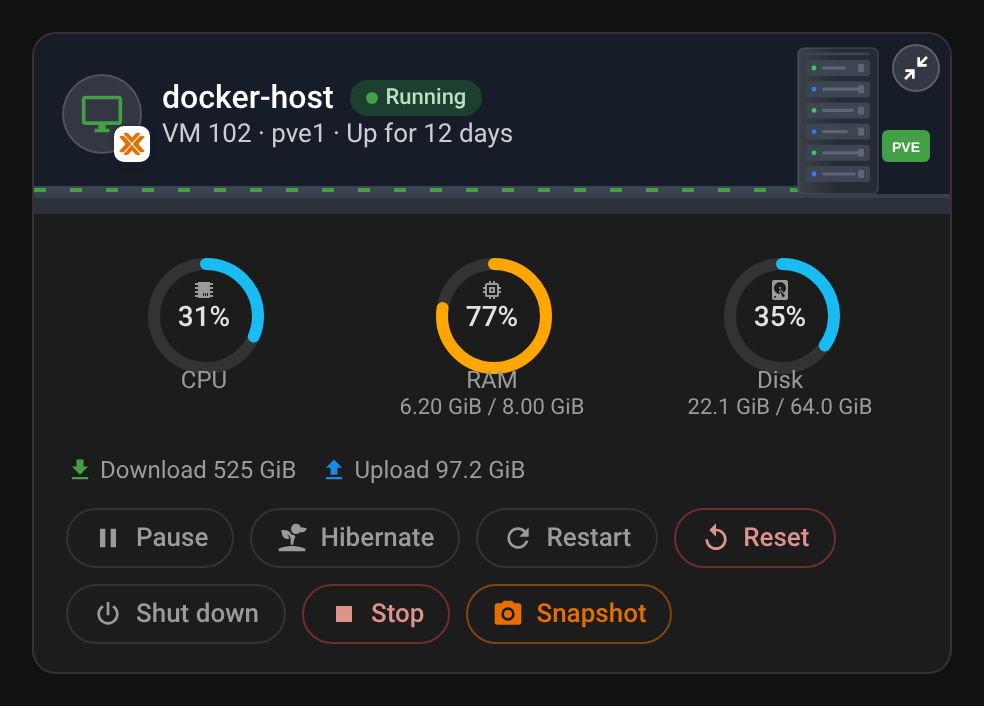 docker-host
Running
VM 102 · pve1 · Up for 12 days
PVE
31%
77%
35%
CPU
RAM
Disk
6.20 GiB / 8.00 GiB
22.1 GiB / 64.0 GiB
Download 525 GiB
Upload 97.2 GiB
Pause
Hibernate
Restart
Reset
Shut down
Stop
Snapshot